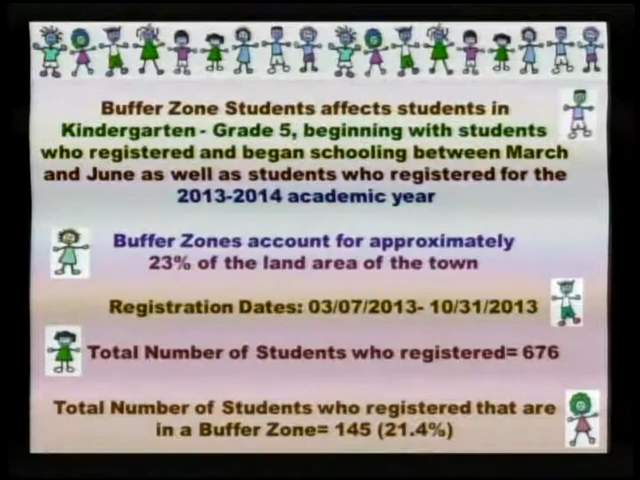 Buffer Zone Students affects students in
Kindergarten - Grade 5, beginning with students
who registered and began schooling between March
and June as well as students who registered for the
2013-2014 academic year
Buffer Zones account for approximately
23% of the land area of the town
Registration Dates: 03/07/2013- 10/31/2013
Total Number of Students who registered= 676
Total Number of Students who registered that are
in a Buffer Zone= 145 (21.4%)